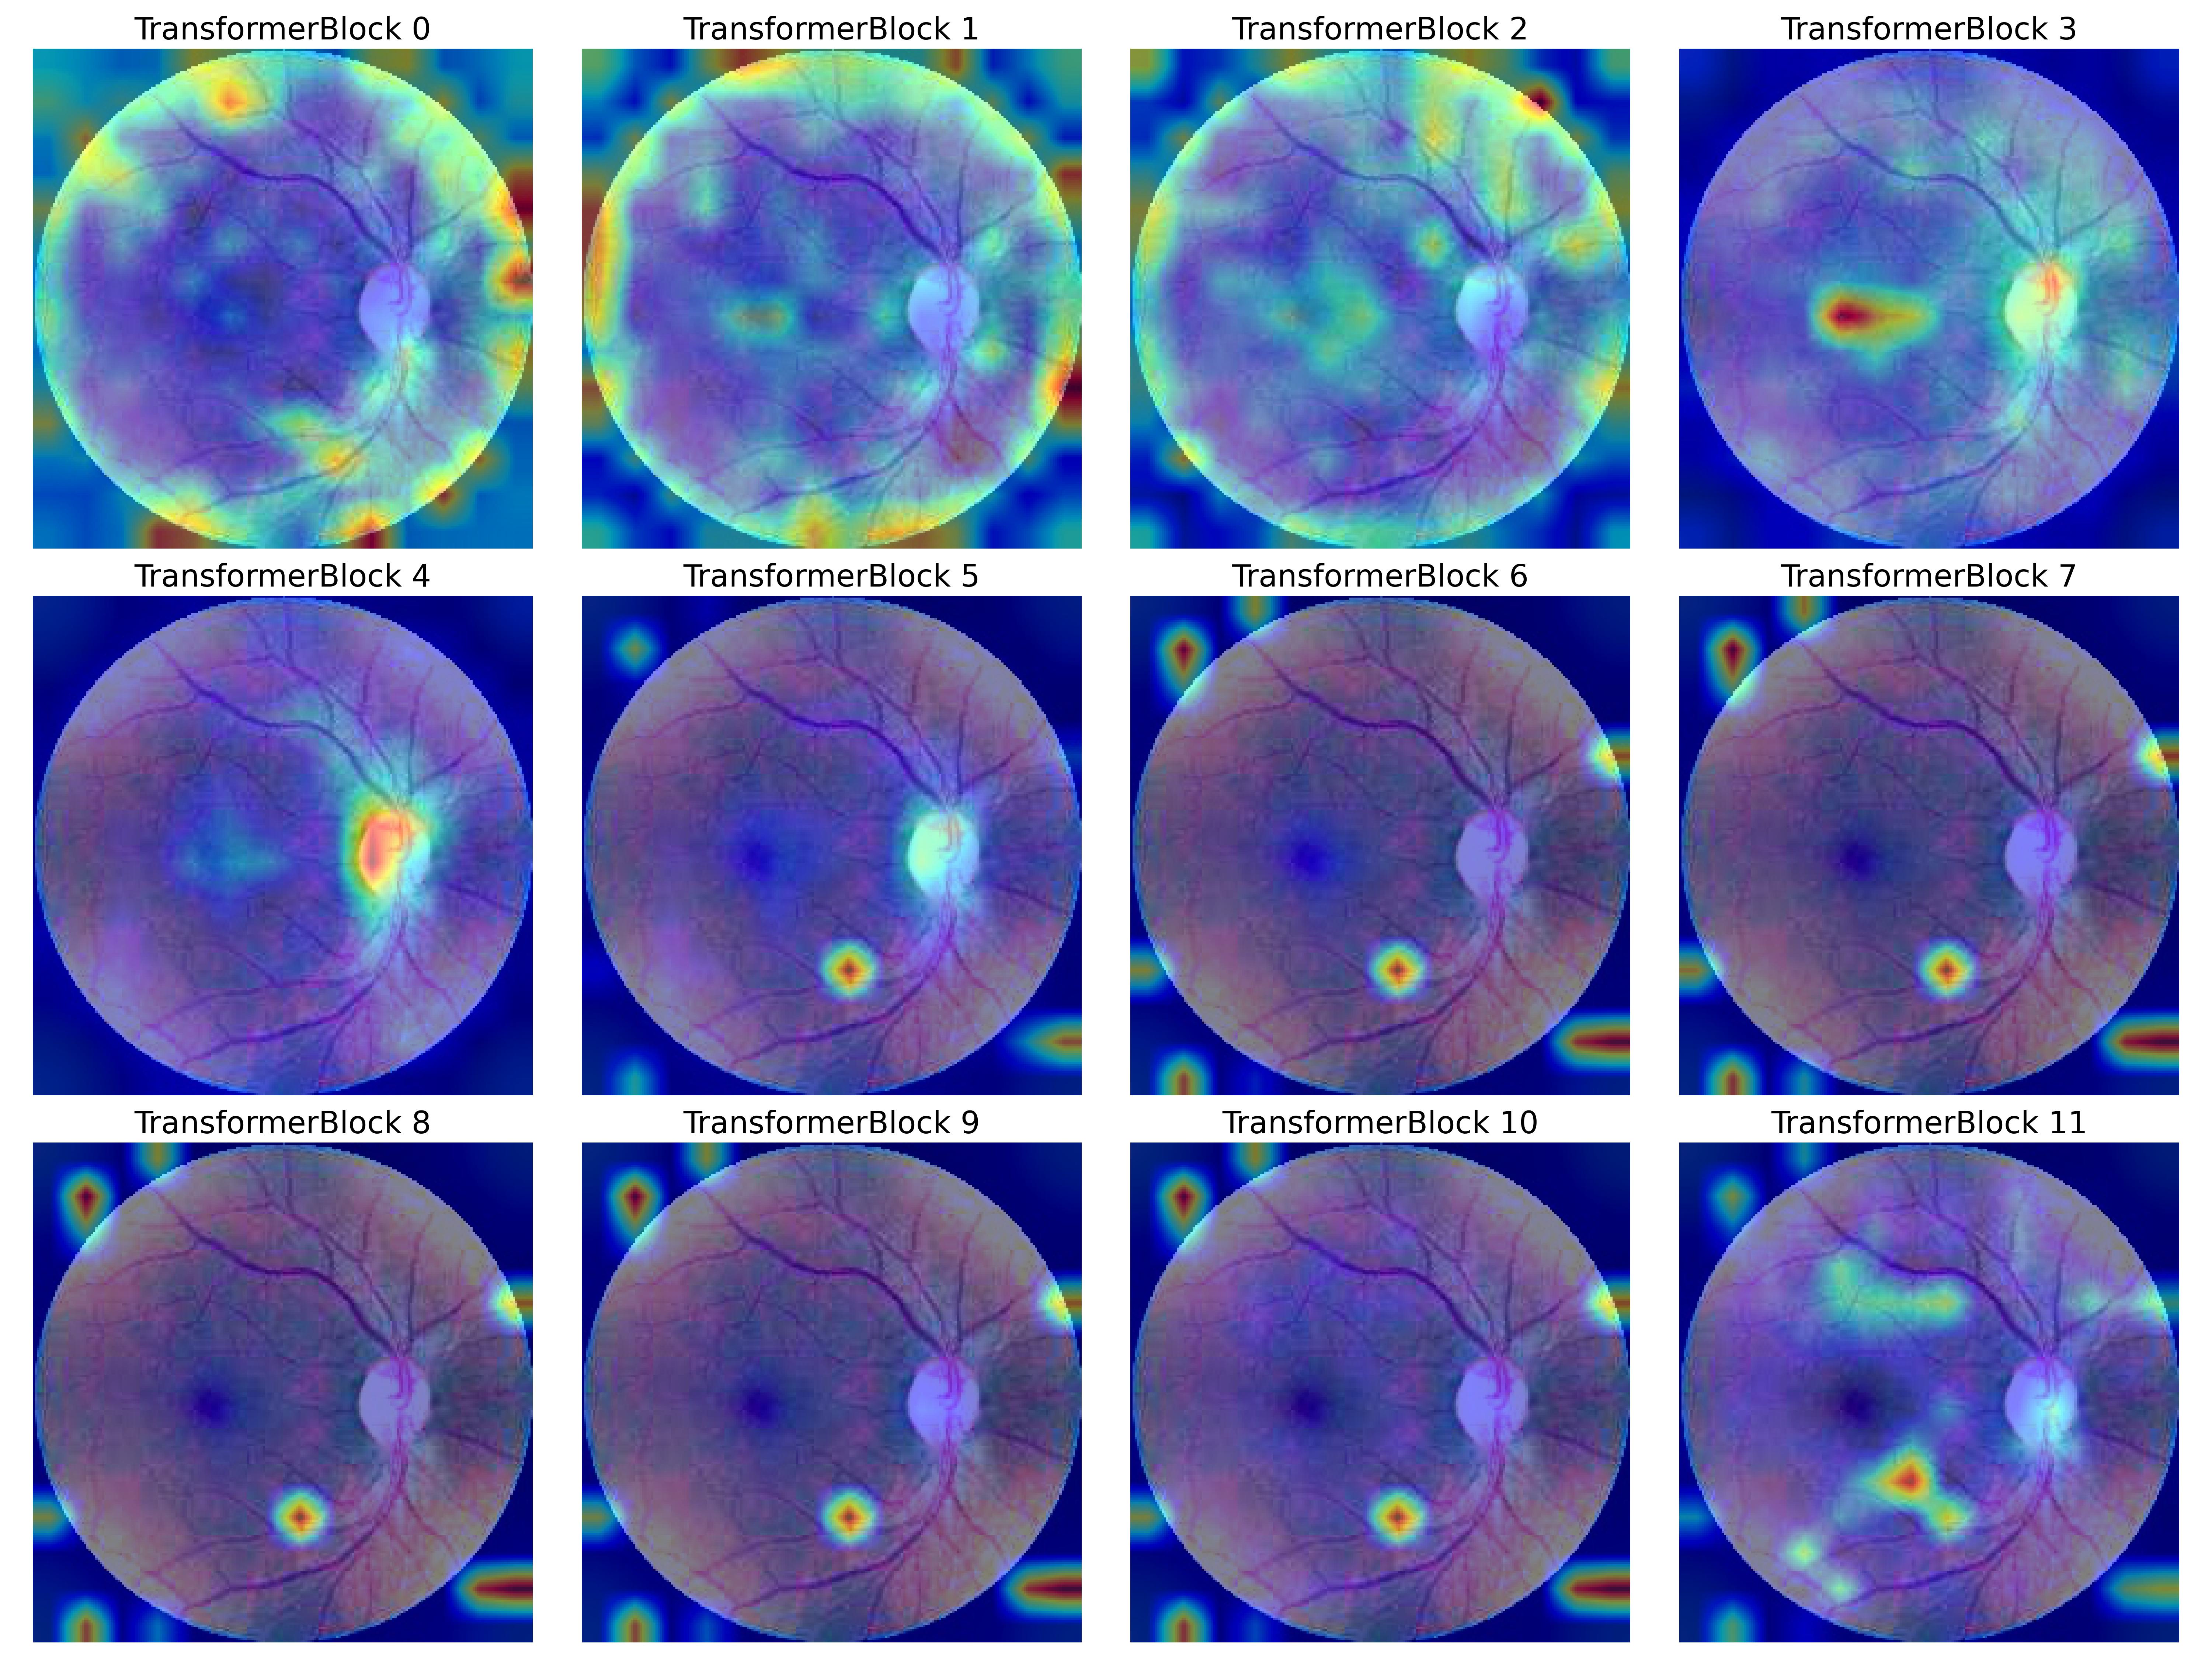 TransformerBlock 0
TransformerBlock 1
TransformerBlock 2
TransformerBlock 3
TransformerBlock 4
TransformerBlock 5
TransformerBlock 6
TransformerBlock 7
TransformerBlock 8
TransformerBlock 9
TransformerBlock 10
TransformerBlock 11